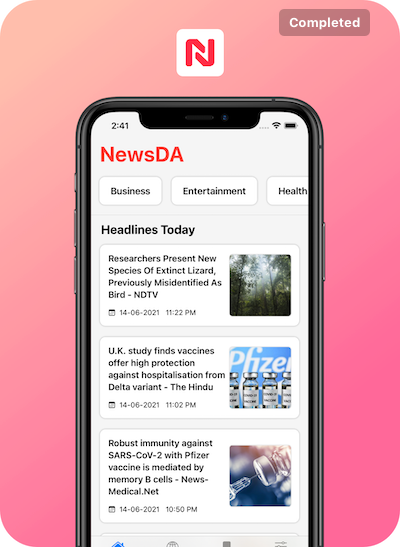 Completed
N
2:41
NewsDA
Business
Entertainment
Health
Headlines Today
Researchers Present New
Species Of Extinct Lizard,
Previously Misidentified As
Bird - NDTV
14-06-2021 11:22 PM
U.K. study finds vaccines
offer high protection
against hospitalisation from
Delta variant - The Hindu
Pfizer
14-06-2021 11:02 PM
Robust immunity against
SARS-CoV-2 with Pfizer
vaccine is mediated by
memory B cells - News-
Medical.Net
14-06-2021 10:50 PM